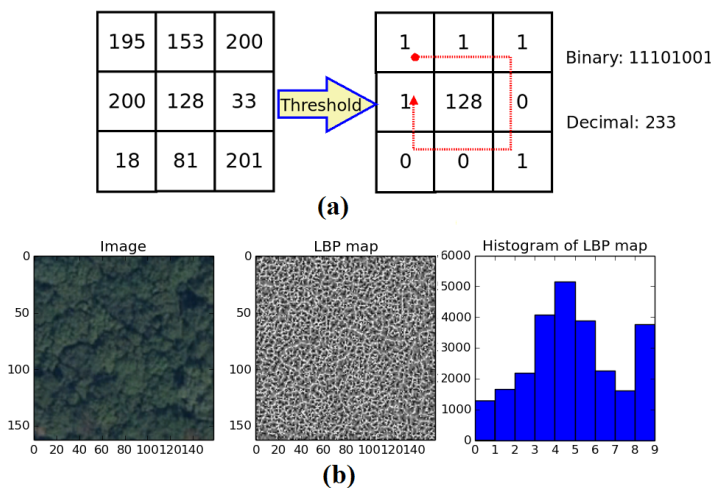 195 153 200
200 128 33
18 81 201
Threshold
1 1 1
1 128 0
0 0 1
Binary: 11101001
Decimal: 233
(a)
Image
0
50
100
150
0 20 40 60 80 100120140
LBP map
0
50
100
150
0 20 40 60 80 100120140
Histogram of LBP map
6000
5000
4000
3000
2000
1000
0
0 1 2 3 4 5 6 7 8 9
(b)